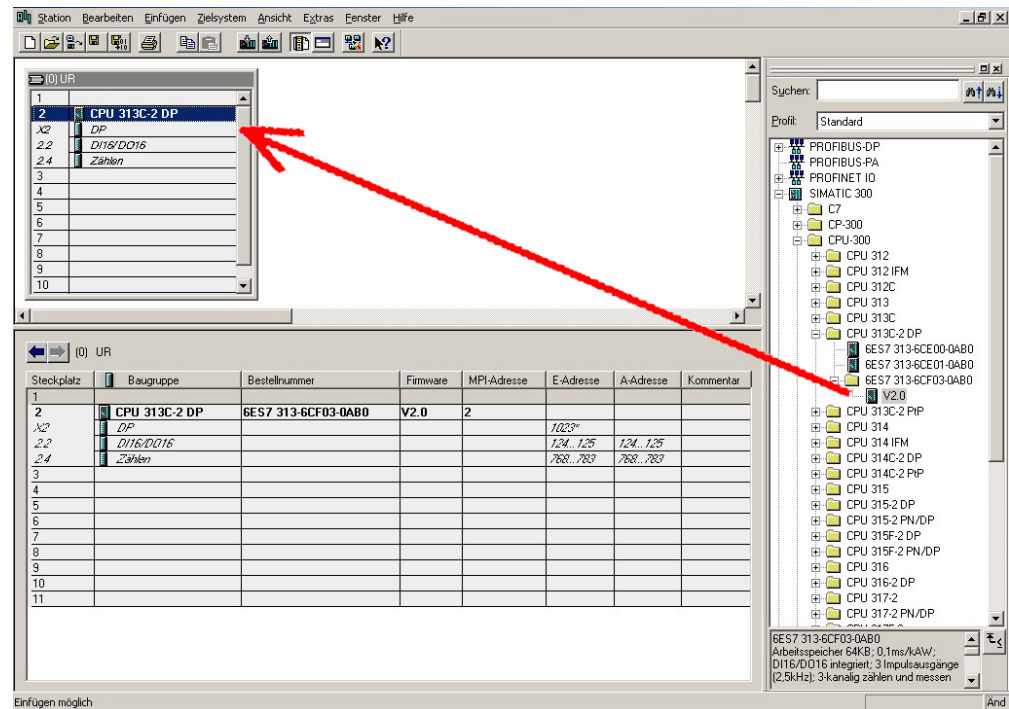 Station Bearbeiten Einfügen Zielsystem Ansicht Extras Fenster Hilfe
(0) UR
1
2 CPU 313C-2 DP
X2 DP
2.2 DI16/DO16
2.4 Zählen
3
4
5
6
7
8
9
10
(0) UR
Steckplatz Baugruppe Bestellnummer Firmware MPI-Adresse E-Adresse A-Adresse Kommentar
1
2 CPU 313C-2 DP 6ES7 313-6CF03-0AB0 V2.0 2
X2 DP 1023*
2.2 DI16/DO16 124...125 124...125
2.4 Zählen 768...783 768...783
3
4
5
6
7
8
9
10
11
Suchen:
Profil: Standard
PROFIBUS-DP
PROFIBUS-PA
PROFINET IO
SIMATIC 300
C7
CP-300
CPU-300
CPU 312
CPU 312 IFM
CPU 312C
CPU 313
CPU 313C
CPU 313C-2 DP
6ES7 313-6CE00-0AB0
6ES7 313-6CE01-0AB0
6ES7 313-6CF03-0AB0
V2.0
CPU 313C-2 PtP
CPU 314
CPU 314 IFM
CPU 314C-2 DP
CPU 314C-2 PtP
CPU 315
CPU 315-2 DP
CPU 315-2 PN/DP
CPU 315F-2 DP
CPU 315F-2 PN/DP
CPU 316
CPU 316-2 DP
CPU 317-2
CPU 317-2 PN/DP
6ES7 313-6CF03-0AB0
Arbeitsspeicher 64KB; 0,1ms/kAW;
DI16/DO16 integriert; 3 Impulsausgänge
(2,5kHz); 3-kanalig zählen und messen
Einfügen möglich Änd